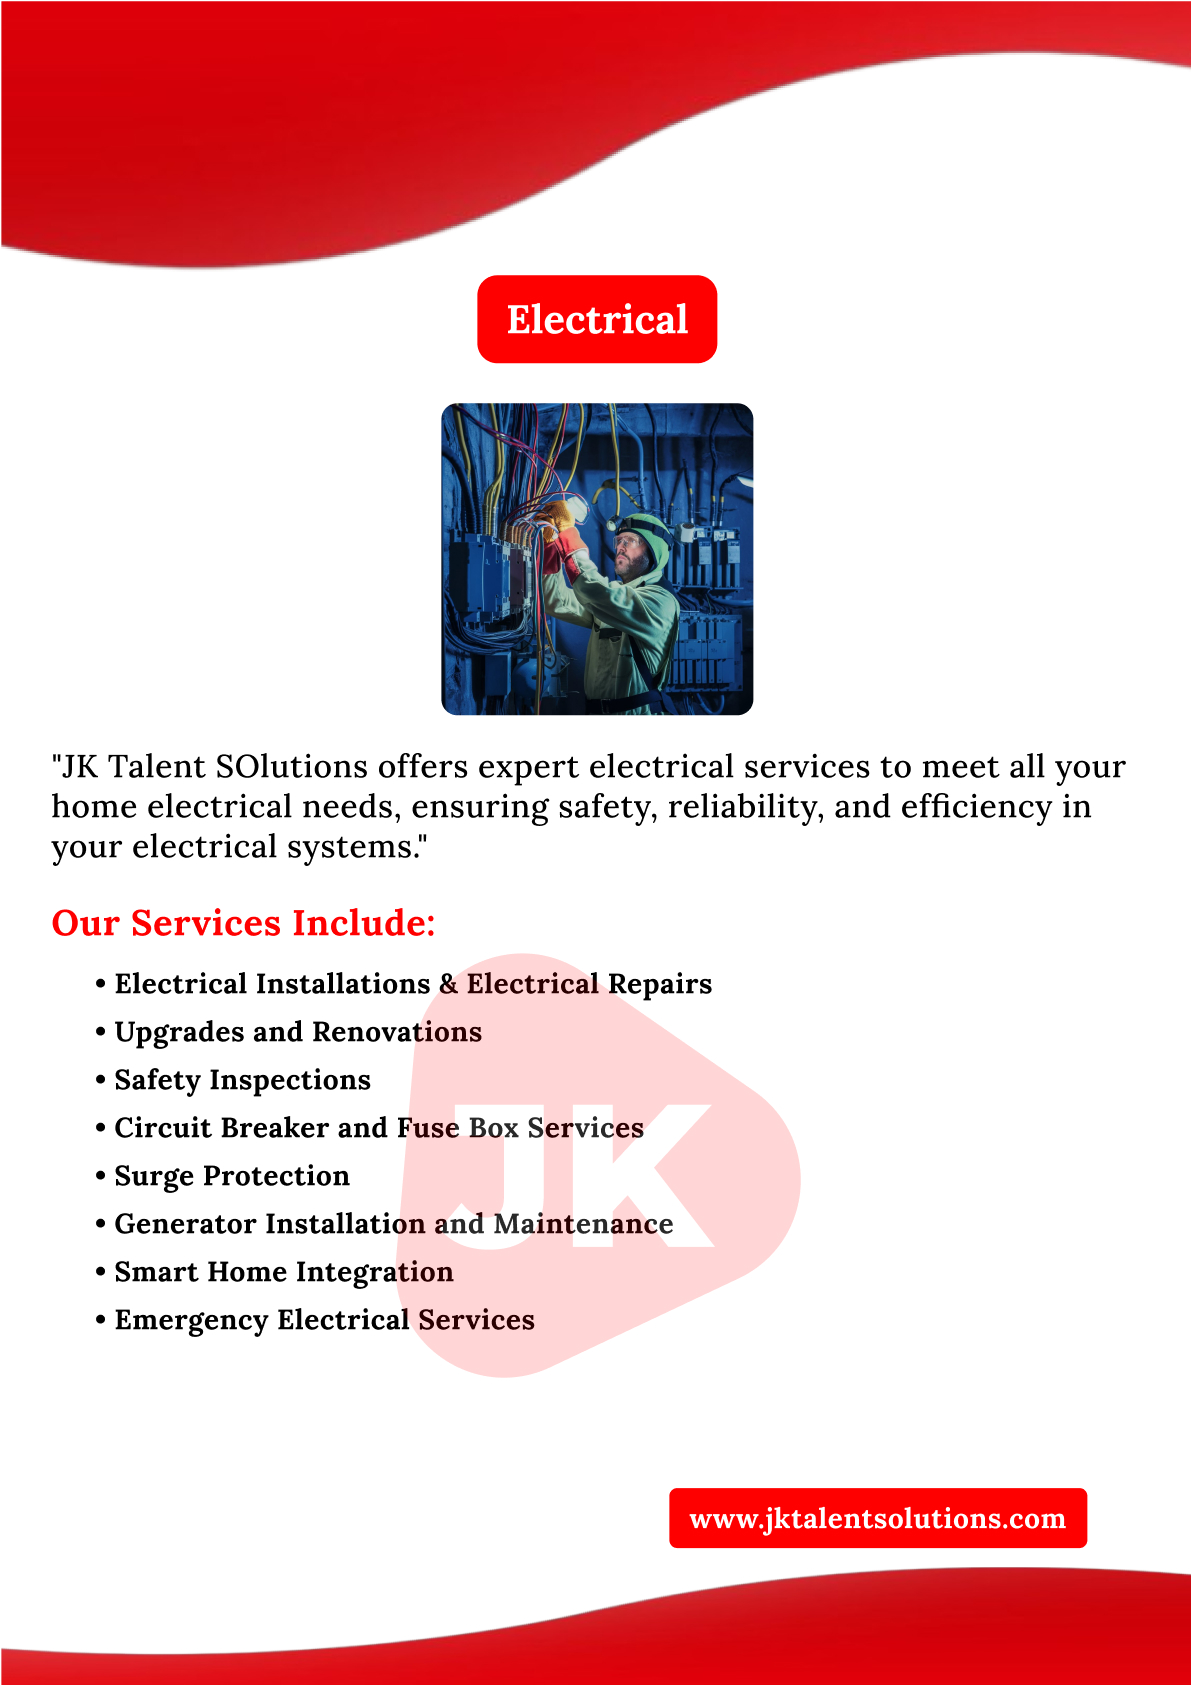 Electrical
"JK Talent SOlutions offers expert electrical services to meet all your
home electrical needs, ensuring safety, reliability, and efficiency in
your electrical systems."
Our Services Include:
• Electrical Installations & Electrical Repairs
• Upgrades and Renovations
• Safety Inspections
• Circuit Breaker and Fuse Box Services
• Surge Protection
• Generator Installation and Maintenance
• Smart Home Integration
• Emergency Electrical Services
JK
www.jktalentsolutions.com